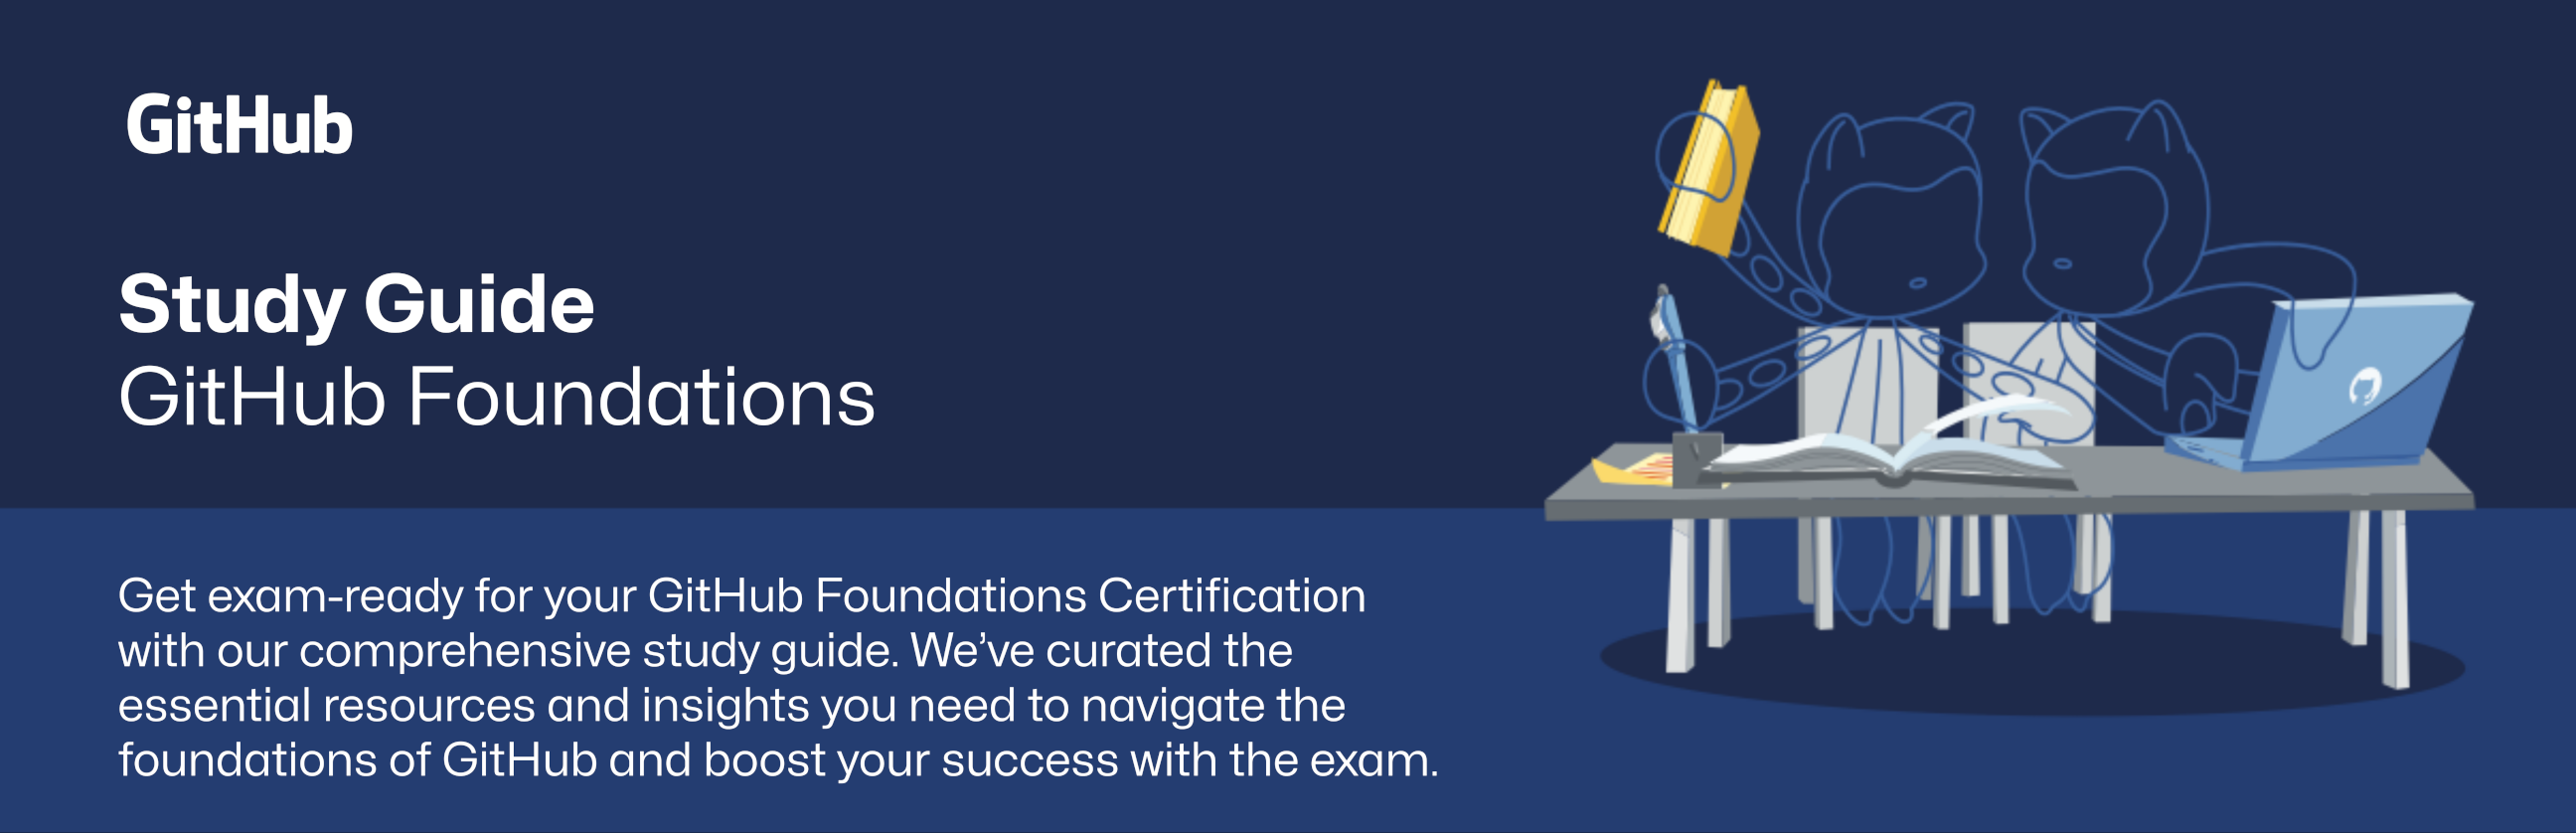 GitHub
Study Guide
GitHub Foundations
Get exam-ready for your GitHub Foundations Certification
with our comprehensive study guide. We’ve curated the
essential resources and insights you need to navigate the
foundations of GitHub and boost your success with the exam.